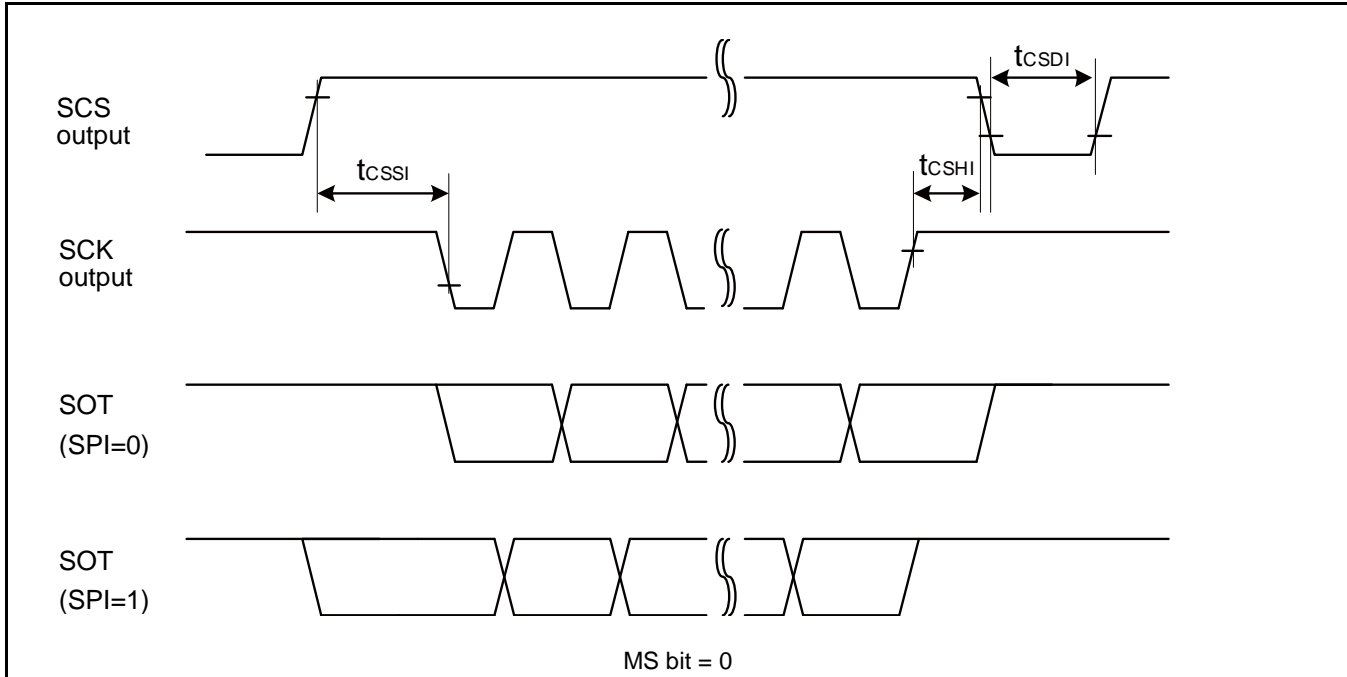 tCSDI
SCS
output
tCSSI
tCSHI
SCK
output
SOT
(SPI=0)
SOT
(SPI=1)
MS bit = 0